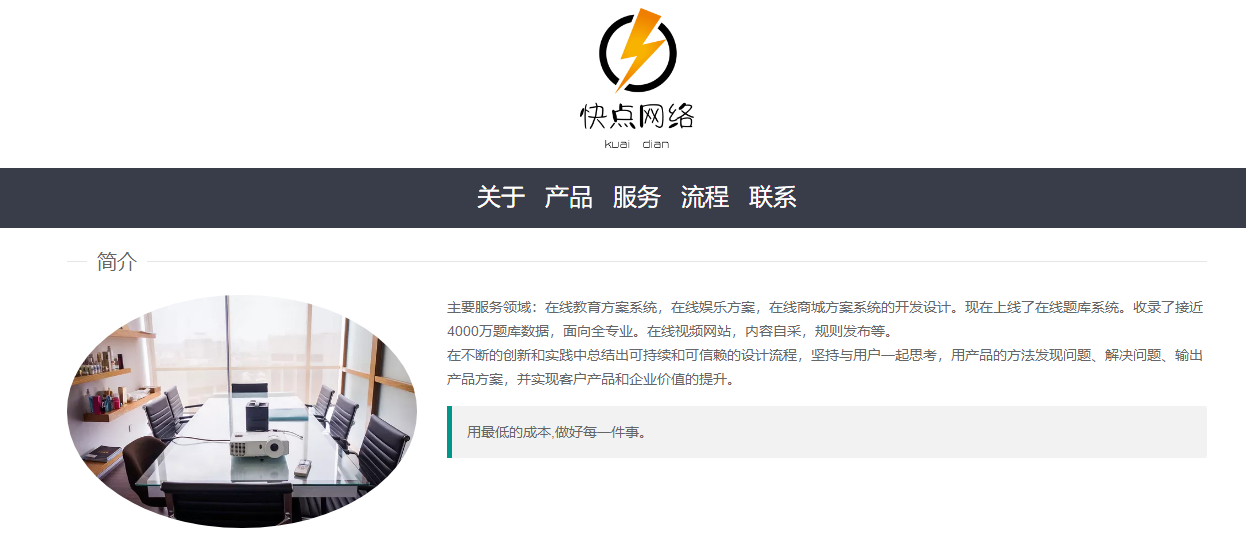 快点网络
kuai dian
关于 产品 服务 流程 联系
简介
主要服务领域：在线教育方案系统，在线娱乐方案，在线商城方案系统的开发设计。现在上线了在线题库系统。收录了接近
4000万题库数据，面向全专业。在线视频网站，内容自采，规则发布等。
在不断的创新和实践中总结出可持续和可信赖的设计流程，坚持与用户一起思考，用产品的方法发现问题、解决问题、输出
产品方案，并实现客户产品和企业价值的提升。
用最低的成本,做好每一件事。